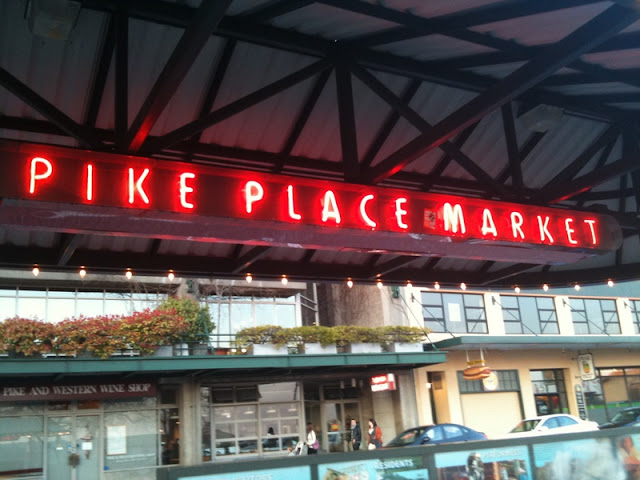 PIKE PLACE MARKET
PIKE AND WESTERN WINE SHOP
RESIDENTS